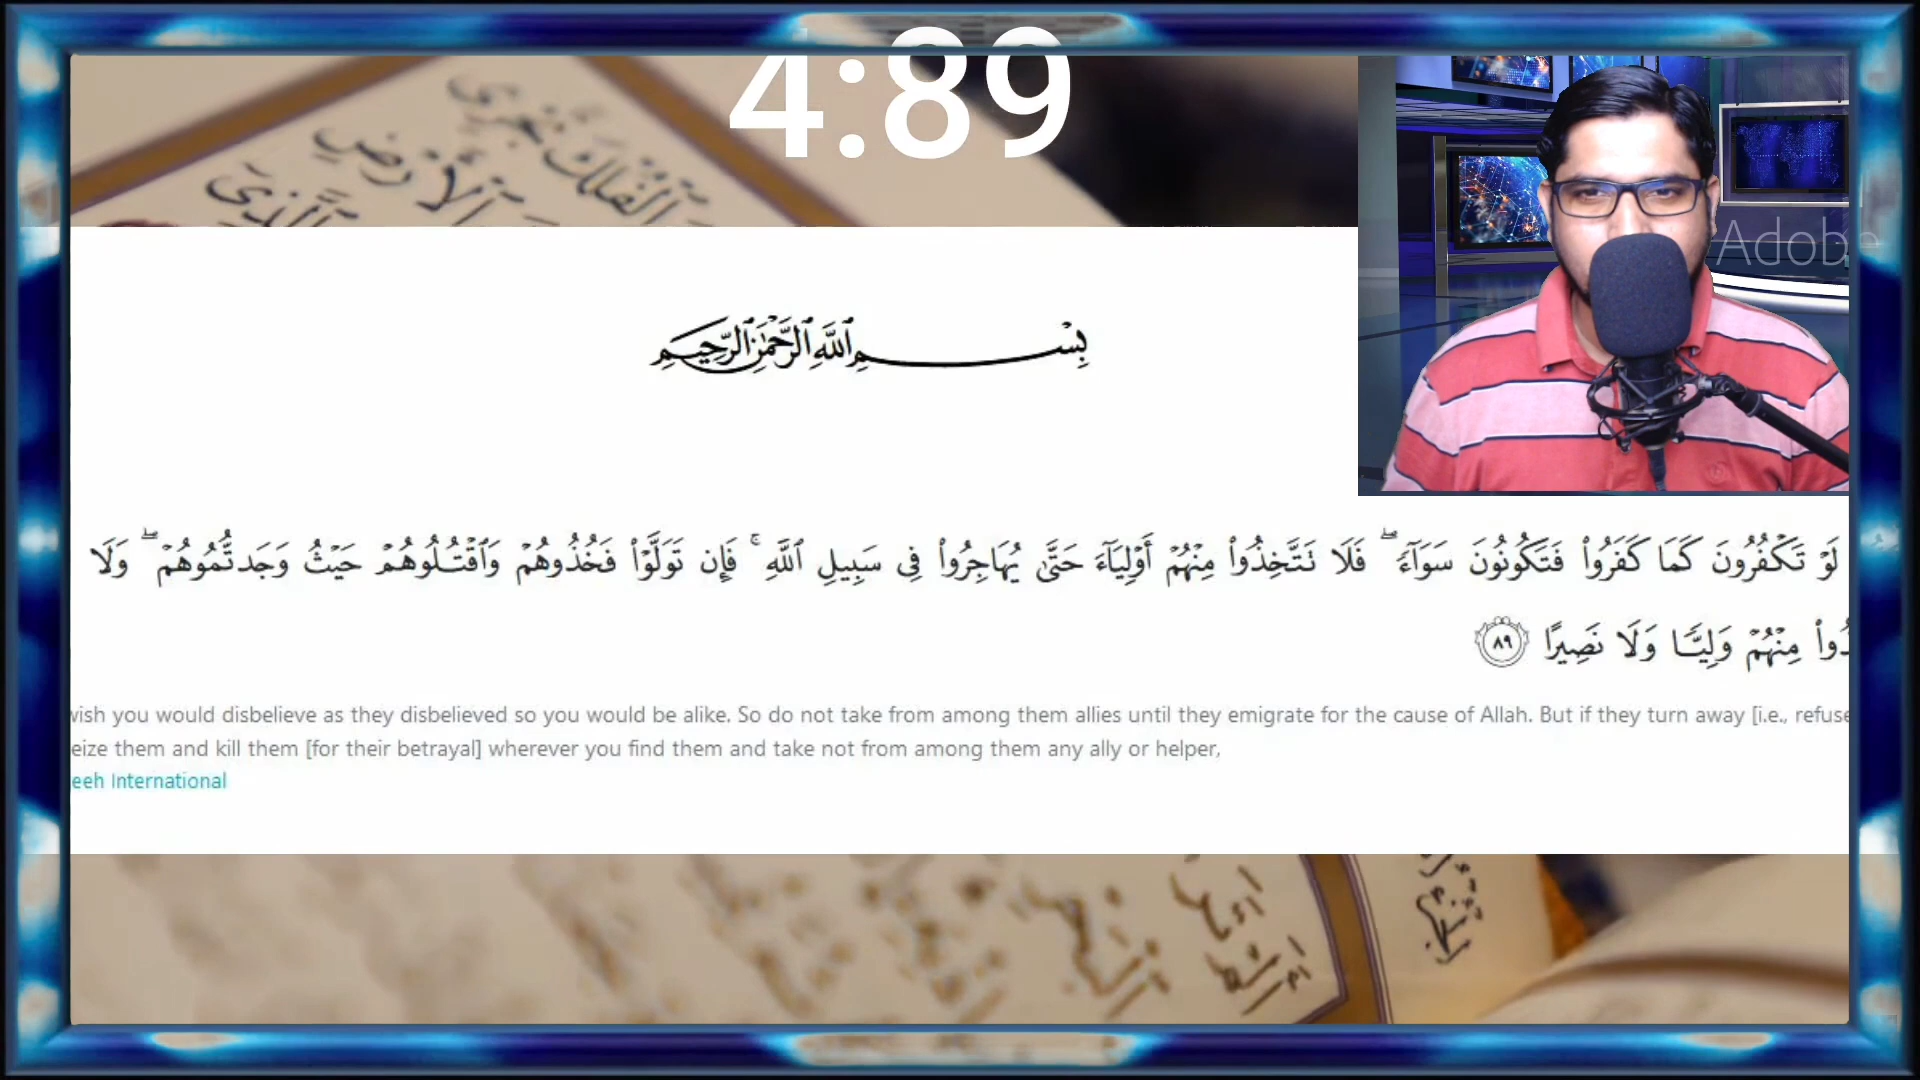 4:89
ٱلْفُلْكَ
ٱلْأَرْضِ
ٱلَّذِى
Adobe
بِسْمِ ٱللَّهِ ٱلرَّحْمَٰنِ ٱلرَّحِيمِ
لَوْ تَكْفُرُونَ كَمَا كَفَرُوا۟ فَتَكُونُونَ سَوَآءً ۖ فَلَا تَتَّخِذُوا۟ مِنْهُمْ أَوْلِيَآءَ حَتَّىٰ يُهَاجِرُوا۟ فِى سَبِيلِ ٱللَّهِ ۚ فَإِن تَوَلَّوْا۟ فَخُذُوهُمْ وَٱقْتُلُوهُمْ حَيْثُ وَجَدتُّمُوهُمْ ۖ وَلَا
مِنْهُمْ وَلِيًّا وَلَا نَصِيرًا ٨٩
you would disbelieve as they disbelieved so you would be alike. So do not take from among them allies until they emigrate for the cause of Allah. But if they turn away [i.e., refuse
them and kill them [for their betrayal] wherever you find them and take not from among them any ally or helper,
eeh International